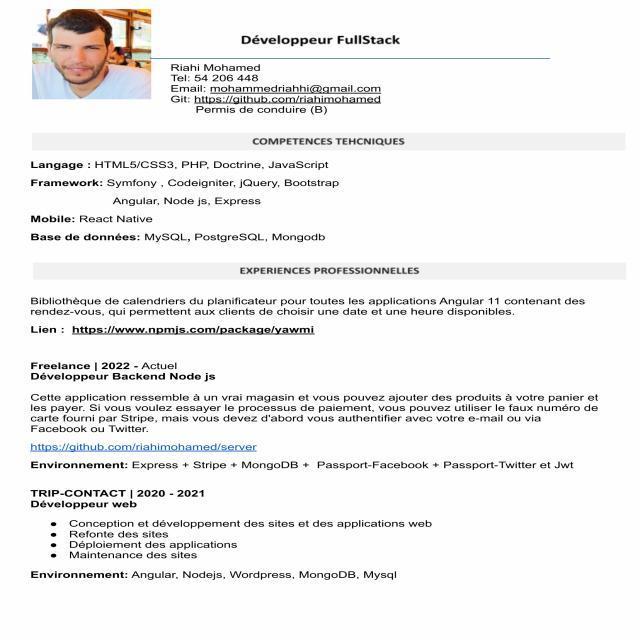 Développeur FullStack
Riahi Mohamed
Tel: 54 206 448
Email: mohammedriahhi@gmail.com
Git: https://github.com/riahimohamed
Permis de conduire (B)
COMPETENCES TEHCNIQUES
Langage : HTML5/CSS3, PHP, Doctrine, JavaScript
Framework: Symfony , Codeigniter, jQuery, Bootstrap
Angular, Node js, Express
Mobile: React Native
Base de données: MySQL, PostgreSQL, Mongodb
EXPERIENCES PROFESSIONNELLES
Bibliothèque de calendriers du planificateur pour toutes les applications Angular 11 contenant des
rendez-vous, qui permettent aux clients de choisir une date et une heure disponibles.
Lien : https://www.npmjs.com/package/yawmi
Freelance | 2022 - Actuel
Développeur Backend Node js
Cette application ressemble à un vrai magasin et vous pouvez ajouter des produits à votre panier et
les payer. Si vous voulez essayer le processus de paiement, vous pouvez utiliser le faux numéro de
carte fourni par Stripe, mais vous devez d'abord vous authentifier avec votre e-mail ou via
Facebook ou Twitter.
https://github.com/riahimohamed/server
Environnement: Express + Stripe + MongoDB + Passport-Facebook + Passport-Twitter et Jwt
TRIP-CONTACT | 2020 - 2021
Développeur web
● Conception et développement des sites et des applications web
● Refonte des sites
● Déploiement des applications
● Maintenance des sites
Environnement: Angular, Nodejs, Wordpress, MongoDB, Mysql